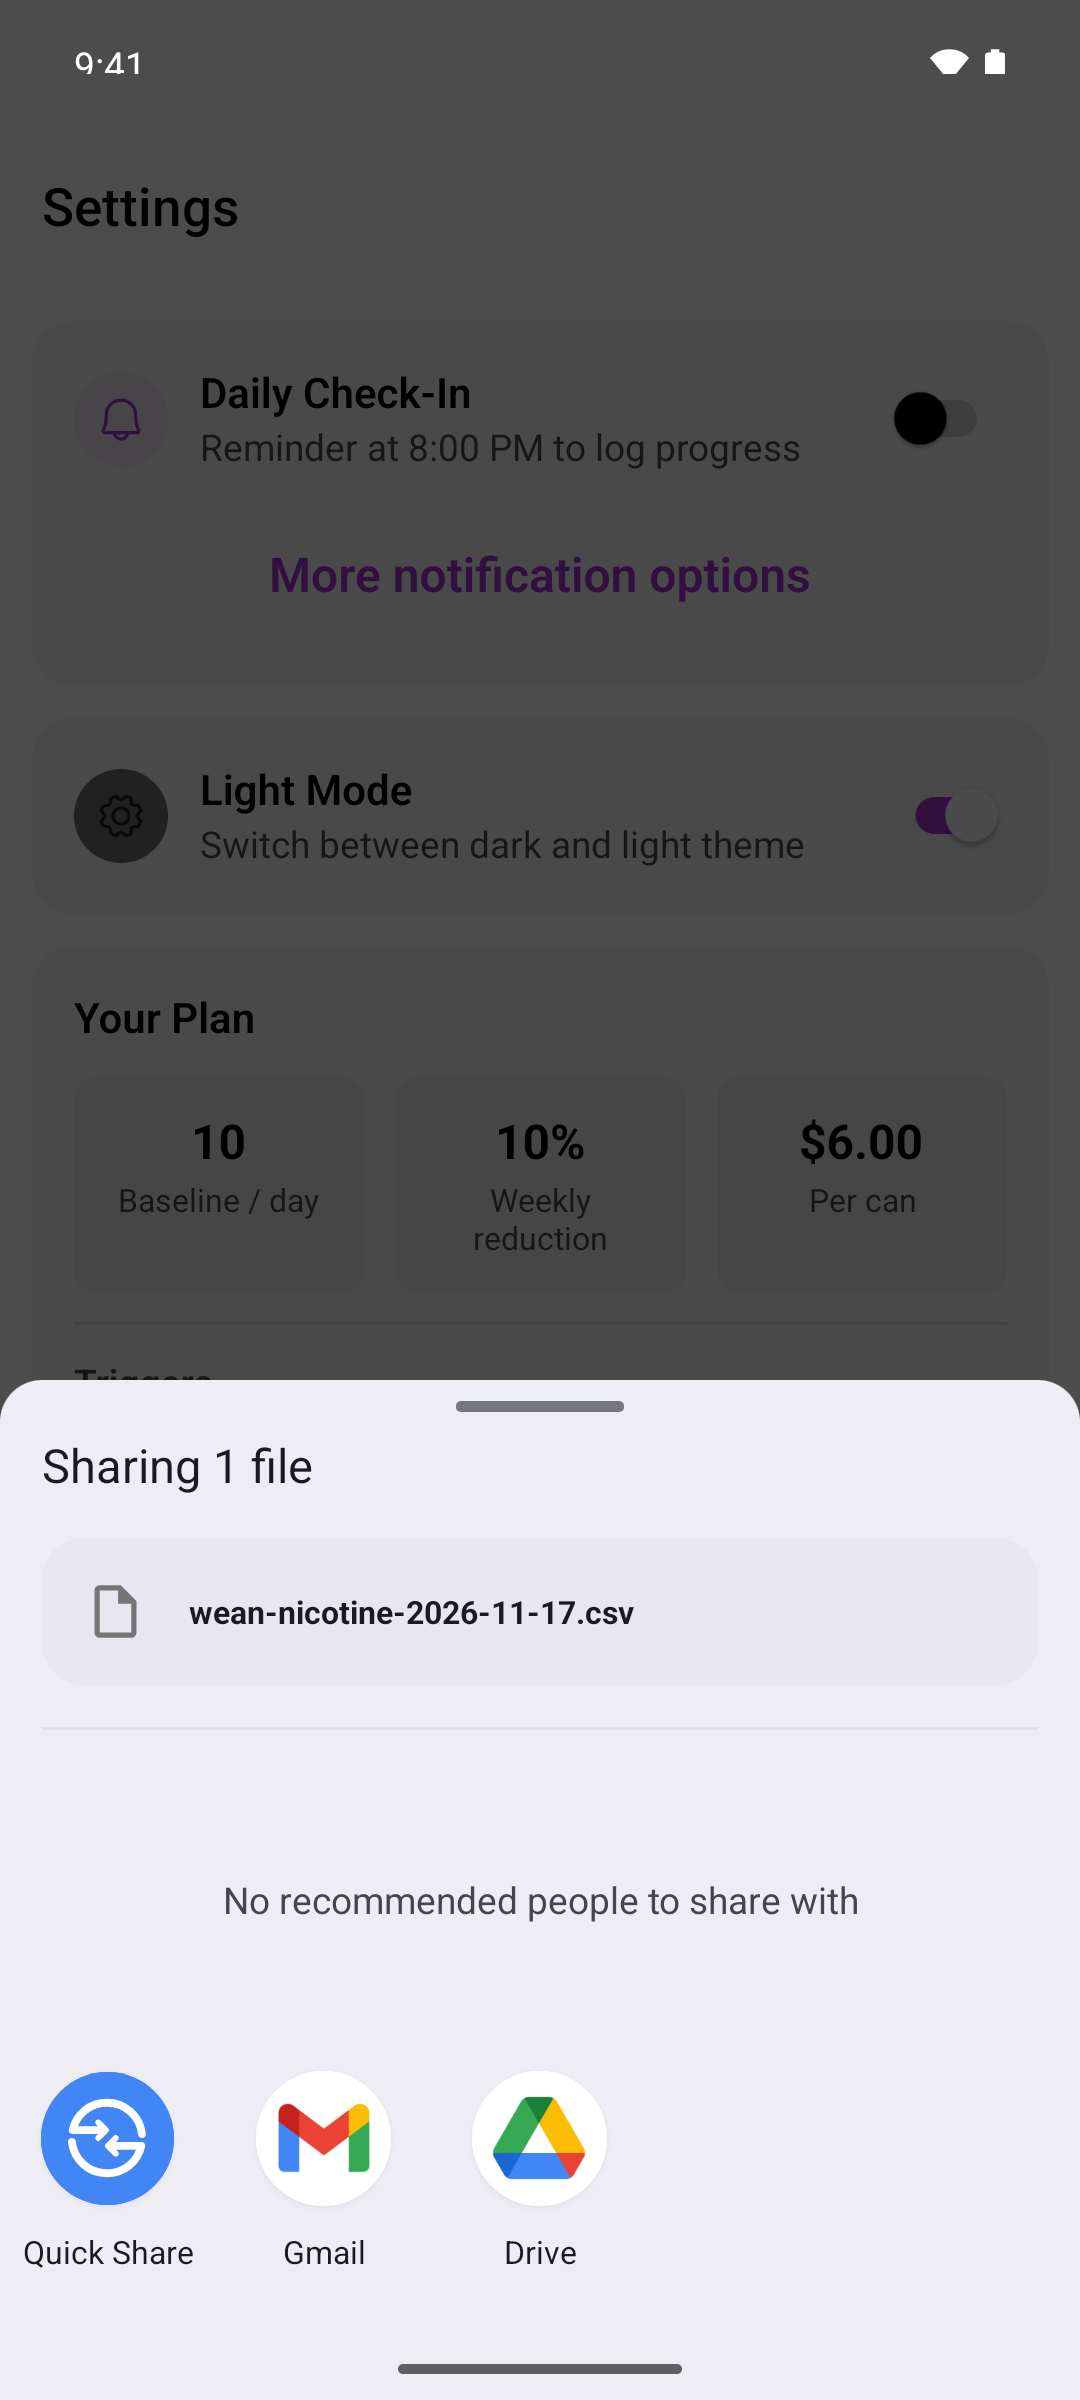 9:41
Settings
Daily Check-In
Reminder at 8:00 PM to log progress
More notification options
Light Mode
Switch between dark and light theme
Your Plan
10
Baseline / day
10%
Weekly
reduction
$6.00
Per can
Triggers
Sharing 1 file
wean-nicotine-2026-11-17.csv
No recommended people to share with
Quick Share
Gmail
Drive